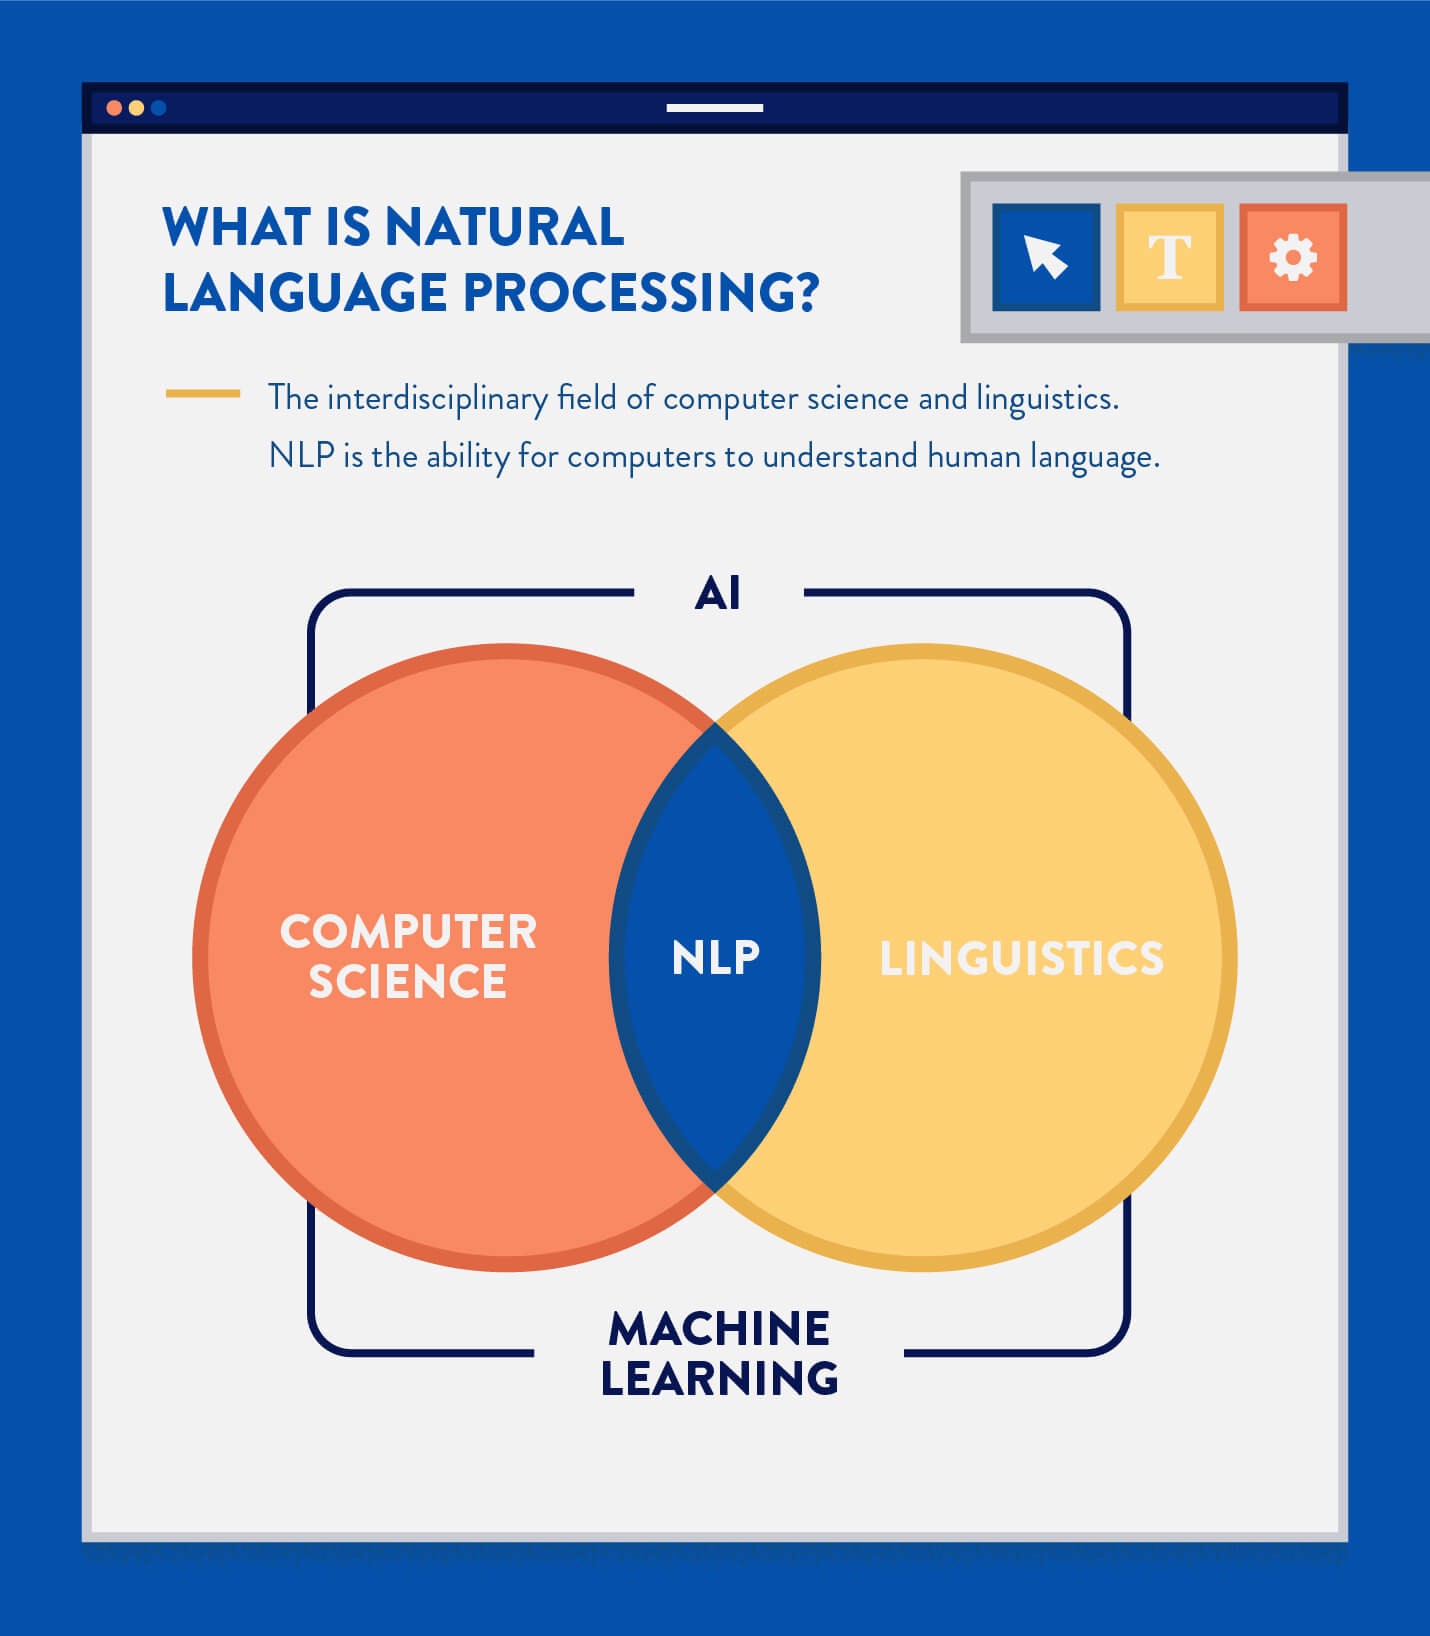 WHAT IS NATURAL
LANGUAGE PROCESSING?
T
The interdisciplinary field of computer science and linguistics.
NLP is the ability for computers to understand human language.
AI
COMPUTER
SCIENCE
NLP
LINGUISTICS
MACHINE
LEARNING